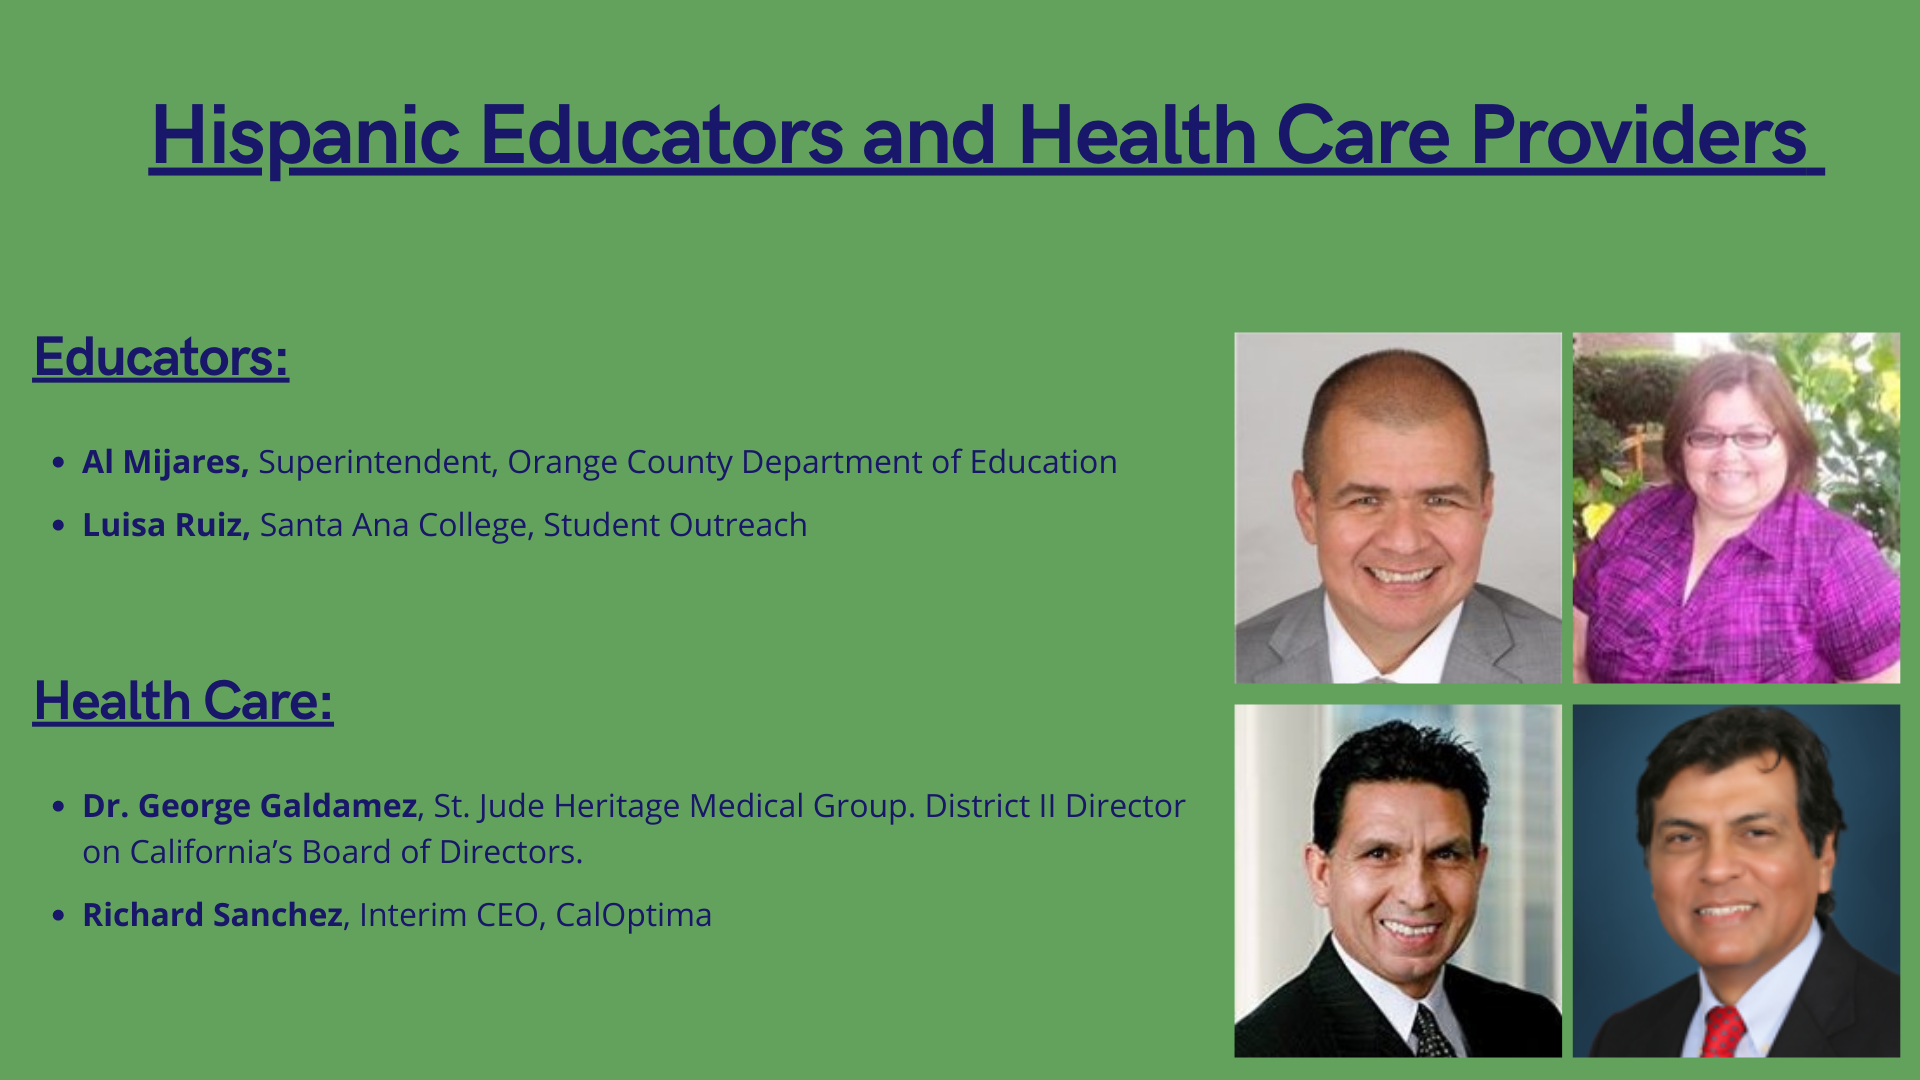 Hispanic Educators and Health Care Providers
Educators:
• Al Mijares, Superintendent, Orange County Department of Education
• Luisa Ruiz, Santa Ana College, Student Outreach
Health Care:
• Dr. George Galdamez, St. Jude Heritage Medical Group. District II Director
on California’s Board of Directors.
• Richard Sanchez, Interim CEO, CalOptima